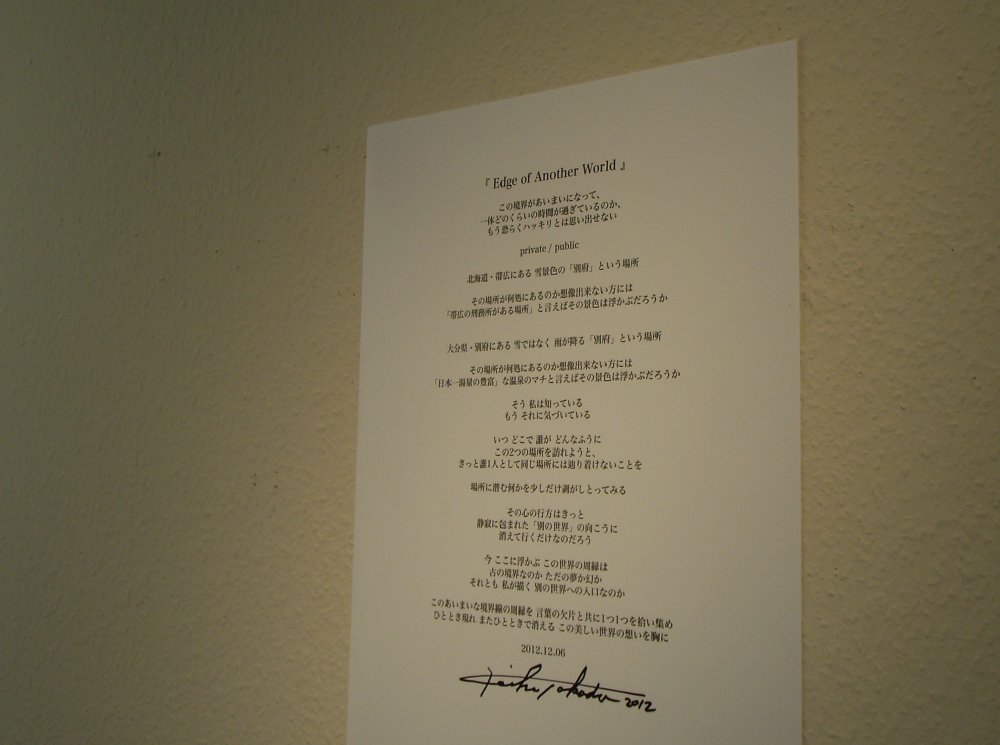 『 Edge of Another World 』
この境界があいまいになって、
一体どのくらいの時間が過ぎているのか、
もう恐らくハッキリとは思い出せない
private / public
北海道・帯広にある 雪景色の「別府」という場所
その場所が何処にあるのか想像出来ない方には
「帯広の刑務所がある場所」と言えばその景色は浮かぶだろうか
大分県・別府にある 雪ではなく 雨が降る「別府」という場所
その場所が何処にあるのか想像出来ない方には
「日本一湯量の豊富」な温泉のマチと言えばその景色は浮かぶだろうか
そう 私は知っている
もう それに気づいている
いつ どこで 誰が どんなふうに
この2つの場所を訪れようと、
きっと誰1人として同じ場所には辿り着けないことを
場所に潜む何かを少しだけ剥がしとってみる
その心の行方はきっと
静寂に包まれた「別の世界」の向こうに
消えて行くだけなのだろう
今 ここに浮かぶ この世界の周縁は
古の境界なのか ただの夢か幻か
それとも 私が描く 別の世界への入口なのか
このあいまいな境界線の周縁を 言葉の欠片と共に1つ1つを拾い集め
ひととき現れ またひとときで消える この美しい世界の想いを胸に
2012.12.06
2012